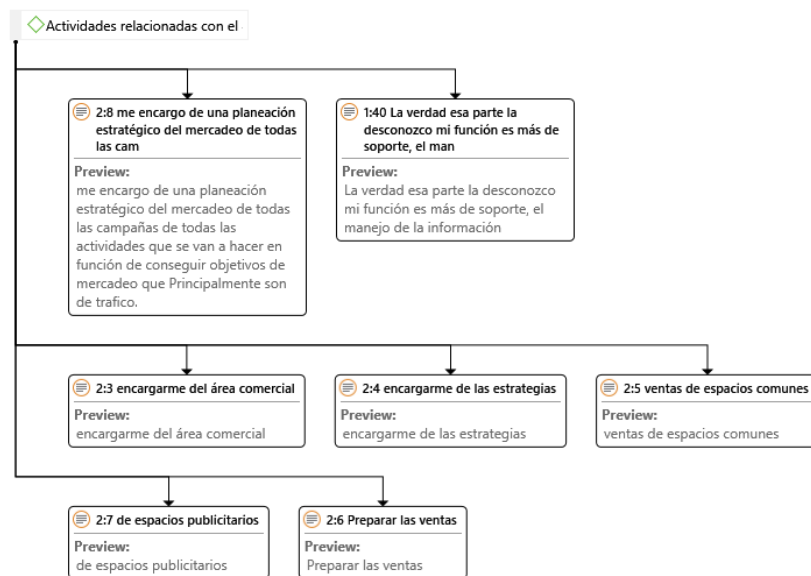 Actividades relacionadas con el
2:8 me encargo de una planeación
estratégico del mercadeo de todas
las cam
Preview:
me encargo de una planeación
estratégico del mercadeo de todas
las campañas de todas las
actividades que se van a hacer en
función de conseguir objetivos de
mercadeo que Principalmente son
de trafico.
1:40 La verdad esa parte la
desconozco mi función es más de
soporte, el man
Preview:
La verdad esa parte la desconozco
mi función es más de soporte, el
manejo de la información
2:3 encargarme del área comercial
Preview:
encargarme del área comercial
2:4 encargarme de las estrategias
Preview:
encargarme de las estrategias
2:5 ventas de espacios comunes
Preview:
ventas de espacios comunes
2:7 de espacios publicitarios
Preview:
de espacios publicitarios
2:6 Preparar las ventas
Preview:
Preparar las ventas